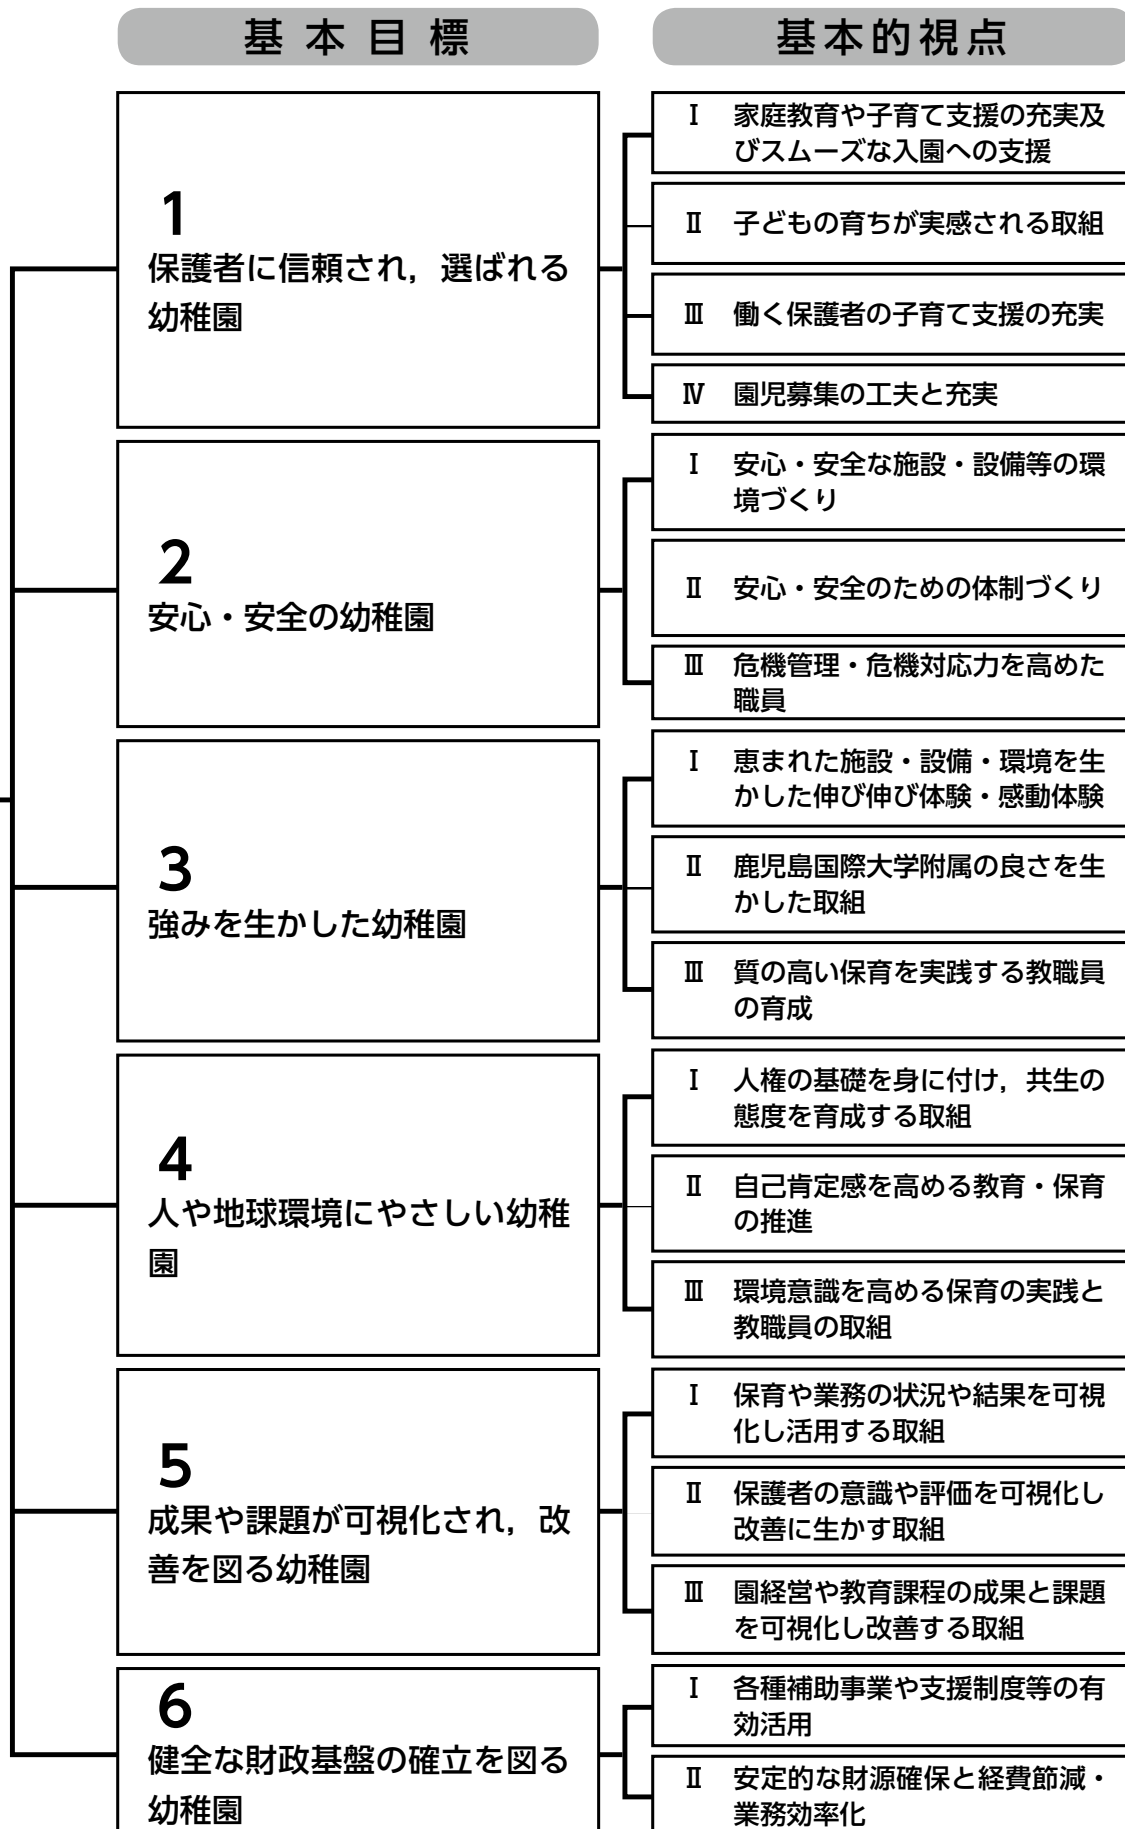 基本目標
基本的視点
1
保護者に信頼され，選ばれる
幼稚園
Ⅰ 家庭教育や子育て支援の充実及
びスムーズな入園への支援
Ⅱ 子どもの育ちが実感される取組
Ⅲ 働く保護者の子育て支援の充実
Ⅳ 園児募集の工夫と充実
2
安心・安全の幼稚園
Ⅰ 安心・安全な施設・設備等の環
境づくり
Ⅱ 安心・安全のための体制づくり
Ⅲ 危機管理・危機対応力を高めた
職員
3
強みを生かした幼稚園
Ⅰ 恵まれた施設・設備・環境を生
かした伸び伸び体験・感動体験
Ⅱ 鹿児島国際大学附属の良さを生
かした取組
Ⅲ 質の高い保育を実践する教職員
の育成
4
人や地球環境にやさしい幼稚
園
Ⅰ 人権の基礎を身に付け，共生の
態度を育成する取組
Ⅱ 自己肯定感を高める教育・保育
の推進
Ⅲ 環境意識を高める保育の実践と
教職員の取組
5
成果や課題が可視化され，改
善を図る幼稚園
Ⅰ 保育や業務の状況や結果を可視
化し活用する取組
Ⅱ 保護者の意識や評価を可視化し
改善に生かす取組
Ⅲ 園経営や教育課程の成果と課題
を可視化し改善する取組
6
健全な財政基盤の確立を図る
幼稚園
Ⅰ 各種補助事業や支援制度等の有
効活用
Ⅱ 安定的な財源確保と経費節減・
業務効率化